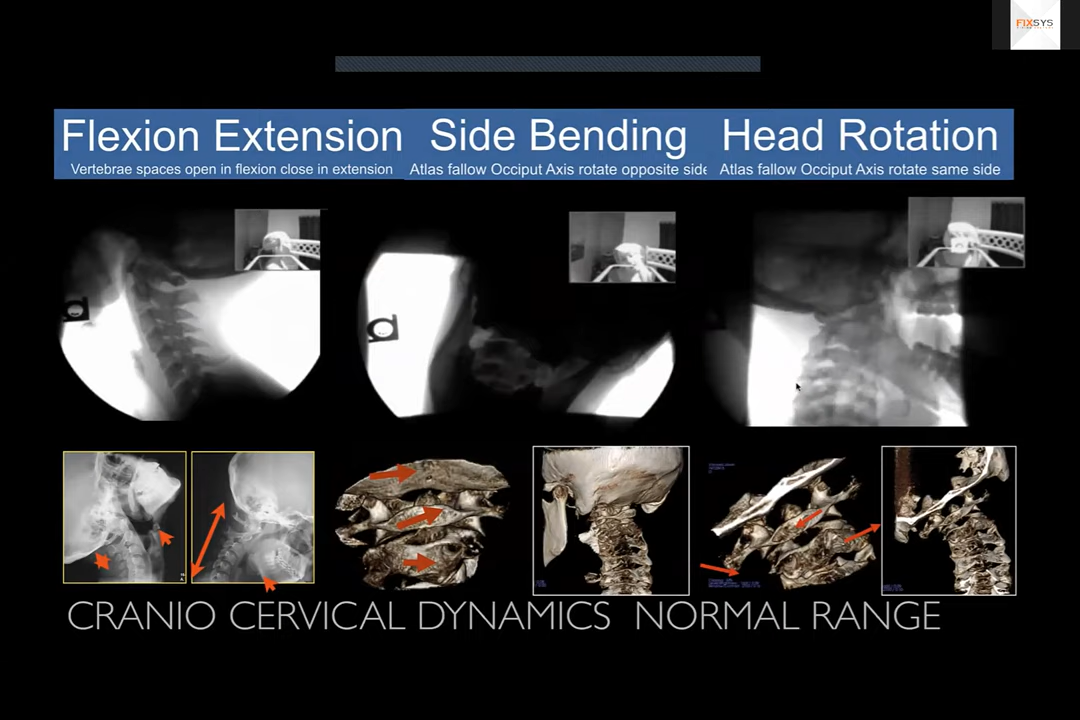 FIXSYS
Flexion Extension
Vertebrae spaces open in flexion close in extension
Side Bending
Atlas fallow Occiput Axis rotate opposite side
Head Rotation
Atlas fallow Occiput Axis rotate same side
CRANIO CERVICAL DYNAMICS NORMAL RANGE